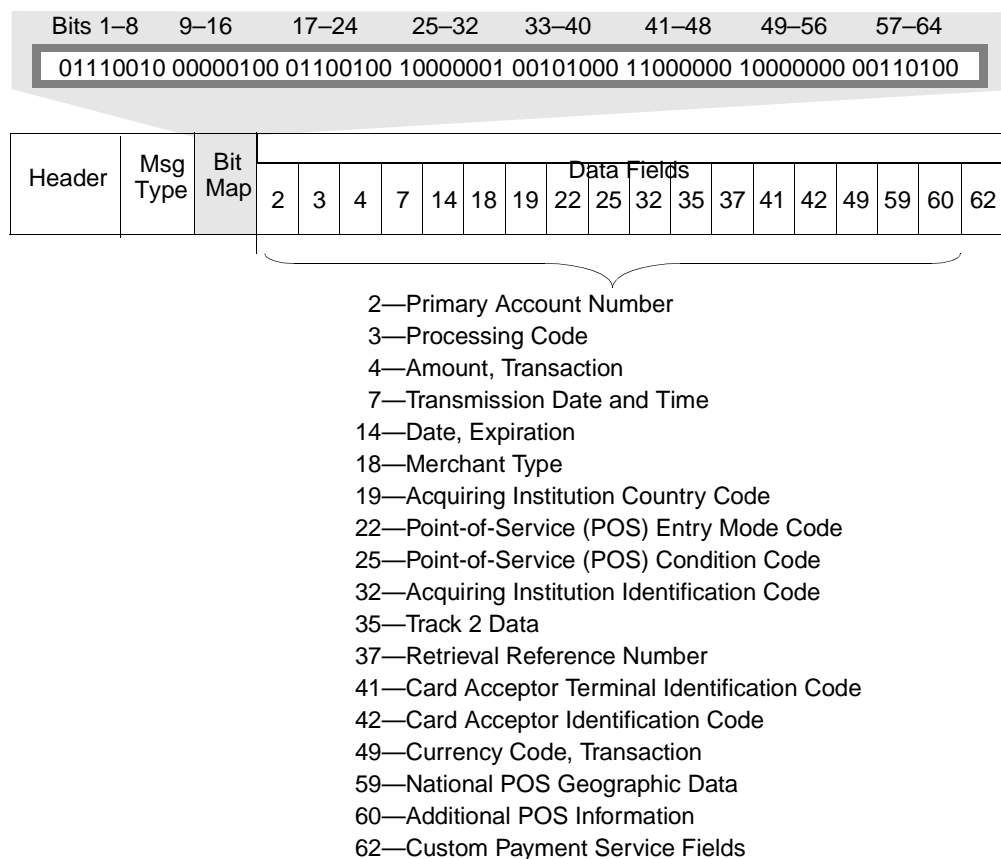 Bits 1–8 9–16 17–24 25–32 33–40 41–48 49–56 57–64
01110010 00000100 01100100 10000001 00101000 11000000 10000000 00110100
Header Msg Type Bit Map Data Fields
2 3 4 7 14 18 19 22 25 32 35 37 41 42 49 59 60 62
2—Primary Account Number
3—Processing Code
4—Amount, Transaction
7—Transmission Date and Time
14—Date, Expiration
18—Merchant Type
19—Acquiring Institution Country Code
22—Point-of-Service (POS) Entry Mode Code
25—Point-of-Service (POS) Condition Code
32—Acquiring Institution Identification Code
35—Track 2 Data
37—Retrieval Reference Number
41—Card Acceptor Terminal Identification Code
42—Card Acceptor Identification Code
49—Currency Code, Transaction
59—National POS Geographic Data
60—Additional POS Information
62—Custom Payment Service Fields